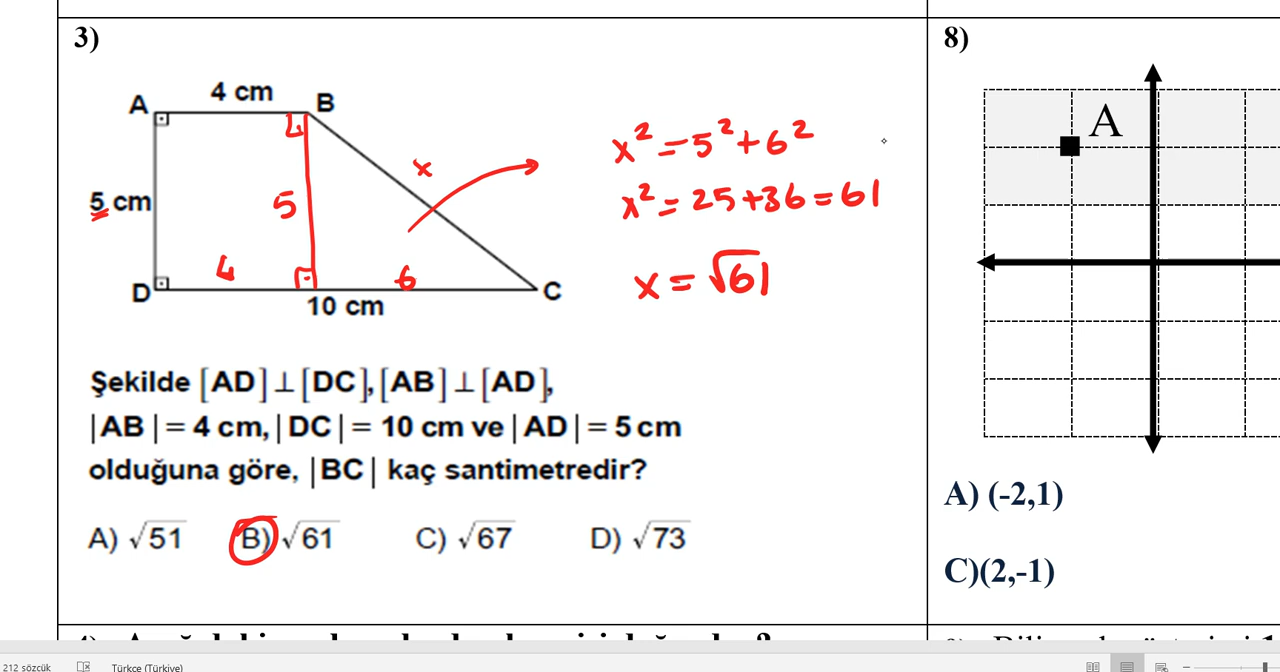 3)
4 cm
A
B
4
x
5 cm
5
4
6
D
10 cm
C
x² = 5² + 6²
x² = 25 + 36 = 61
x = √61
Şekilde [AD] ⊥ [DC], [AB] ⊥ [AD],
|AB| = 4 cm, |DC| = 10 cm ve |AD| = 5 cm
olduğuna göre, |BC| kaç santimetredir?
A) √51 B) √61 C) √67 D) √73
8)
A
A) (-2,1)
C)(2,-1)
212 sözcük
Türkçe (Türkiye)